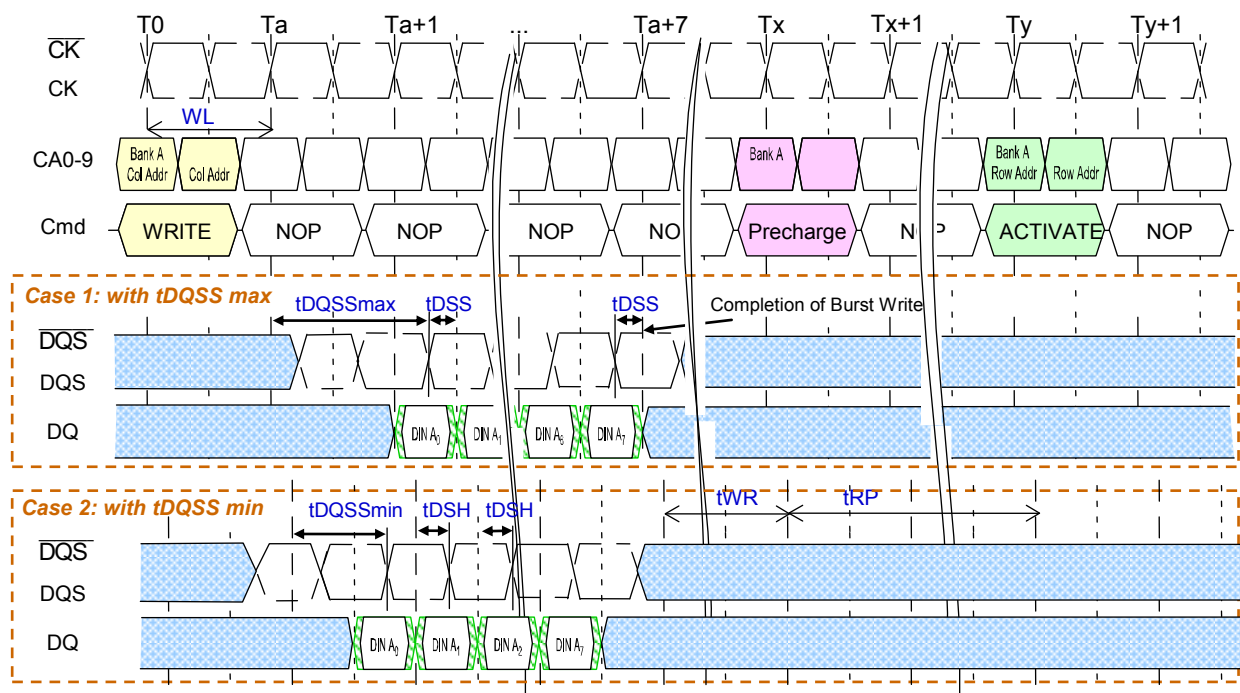 T0 Ta Ta+1 ... Ta+7 Tx Tx+1 Ty Ty+1
CK
CK
WL
CA0-9 Bank A Col Addr Col Addr Bank A Bank A Row Addr Row Addr
Cmd WRITE NOP NOP NOP Precharge ACTIVATE NOP
Case 1: with tDQSS max
tDQSSmax tDSS tDSS Completion of Burst Write
DQS
DQS
DQ DIN A0 DIN A1 DIN A6 DIN A7
Case 2: with tDQSS min
tDQSSmin tDSH tDSH tWR tRP
DQS
DQS
DQ DIN A0 DIN A1 DIN A2 DIN A7